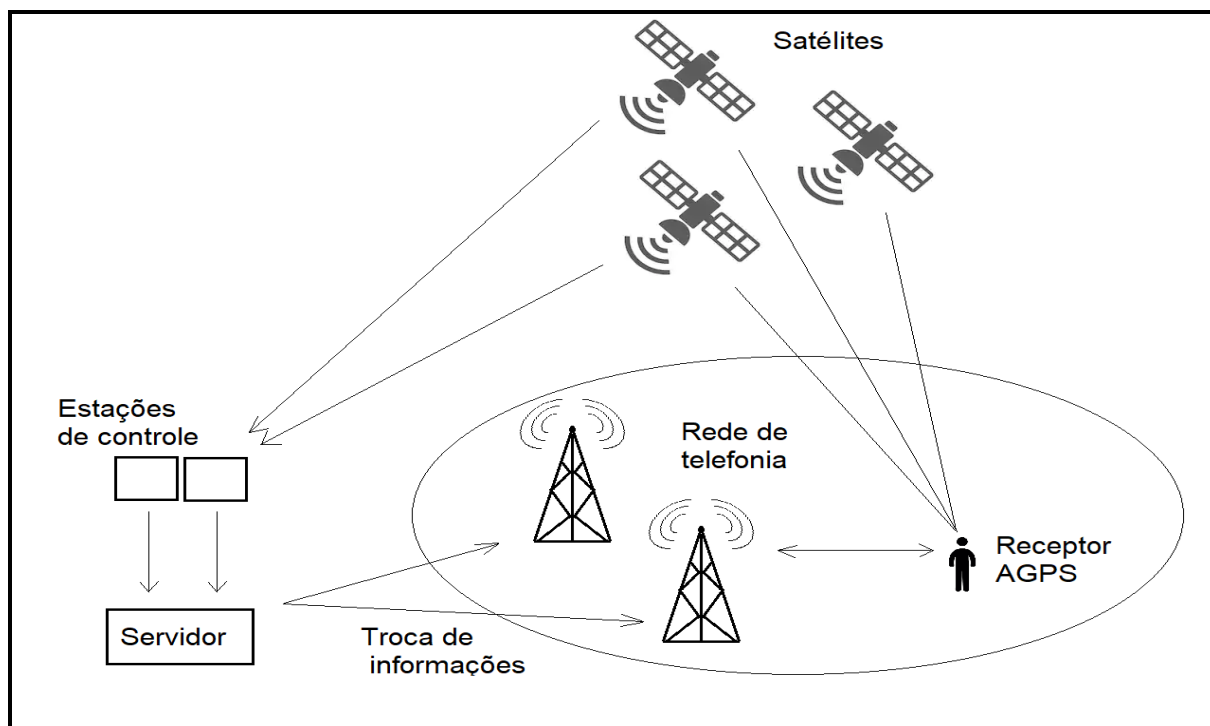 Satélites
Estações
de controle
Rede de
telefonia
Receptor
AGPS
Servidor
Troca de
informações